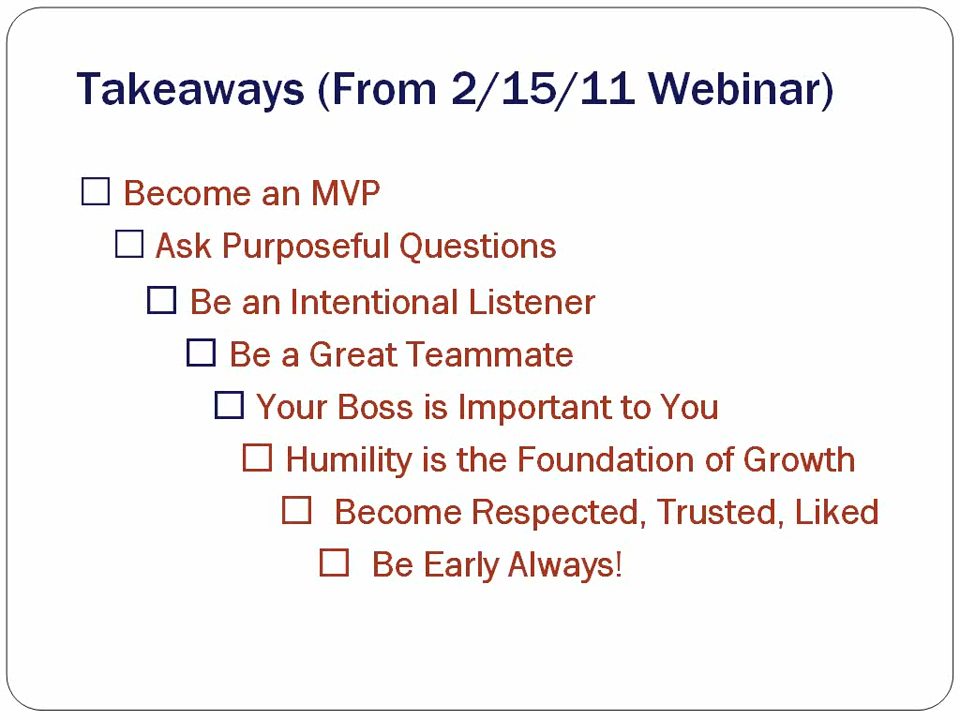 Takeaways (From 2/15/11 Webinar)
☐ Become an MVP
☐ Ask Purposeful Questions
☐ Be an Intentional Listener
☐ Be a Great Teammate
☐ Your Boss is Important to You
☐ Humility is the Foundation of Growth
☐ Become Respected, Trusted, Liked
☐ Be Early Always!